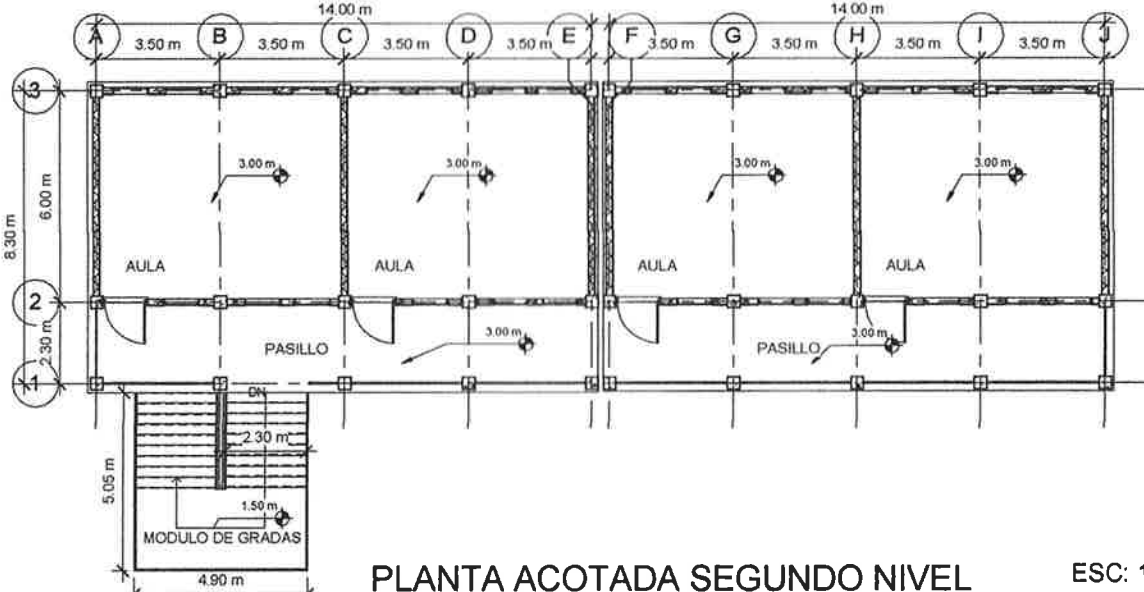 14.00 m 14.00 m
A B C D E F G H I J
3.50 m 3.50 m 3.50 m 3.50 m 3.50 m 3.50 m 3.50 m 3.50 m
3
3.00 m 3.00 m 3.00 m 3.00 m
6.00 m
8.30 m
AULA AULA AULA AULA
2
2.30 m
3.00 m 3.00 m
PASILLO PASILLO
1
DN
2.30 m
5.05 m
1.50 m
MODULO DE GRADAS
4.90 m
PLANTA ACOTADA SEGUNDO NIVEL
ESC: 1